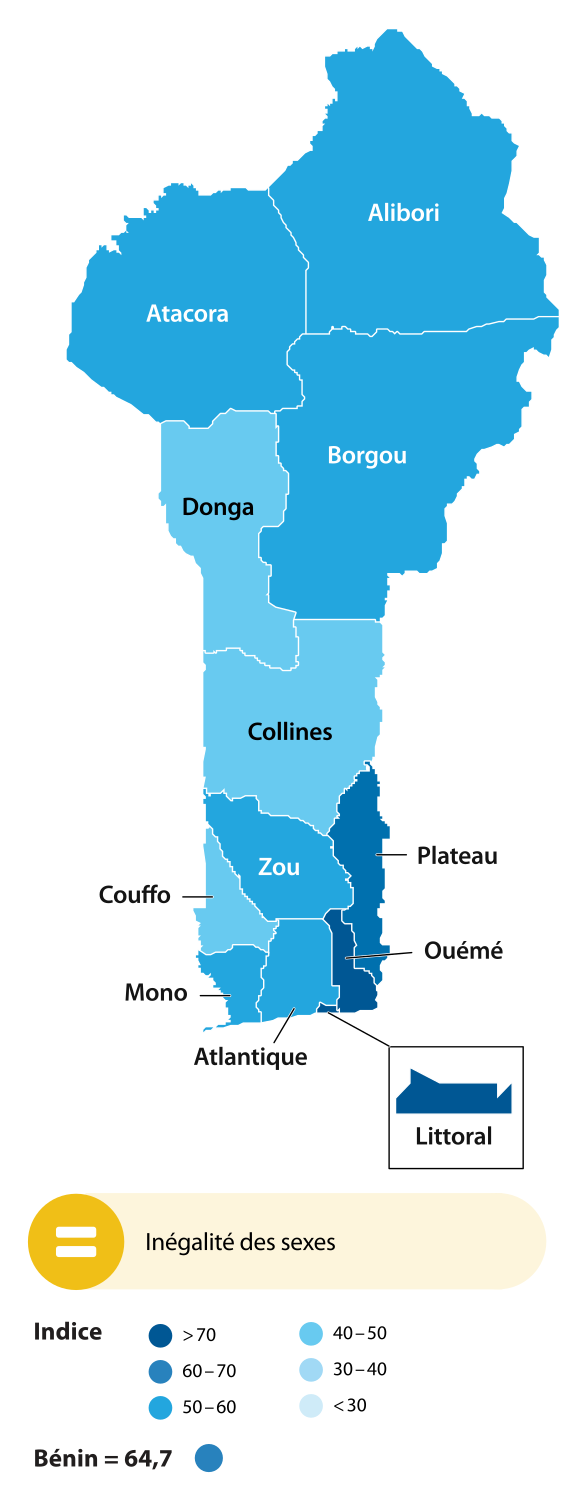 Alibori
Atacora
Borgou
Donga
Collines
Zou
Plateau
Couffo
Ouémé
Mono
Atlantique
Littoral
Inégalité des sexes
Indice
>70
60–70
50–60
40–50
30–40
<30
Bénin = 64,7